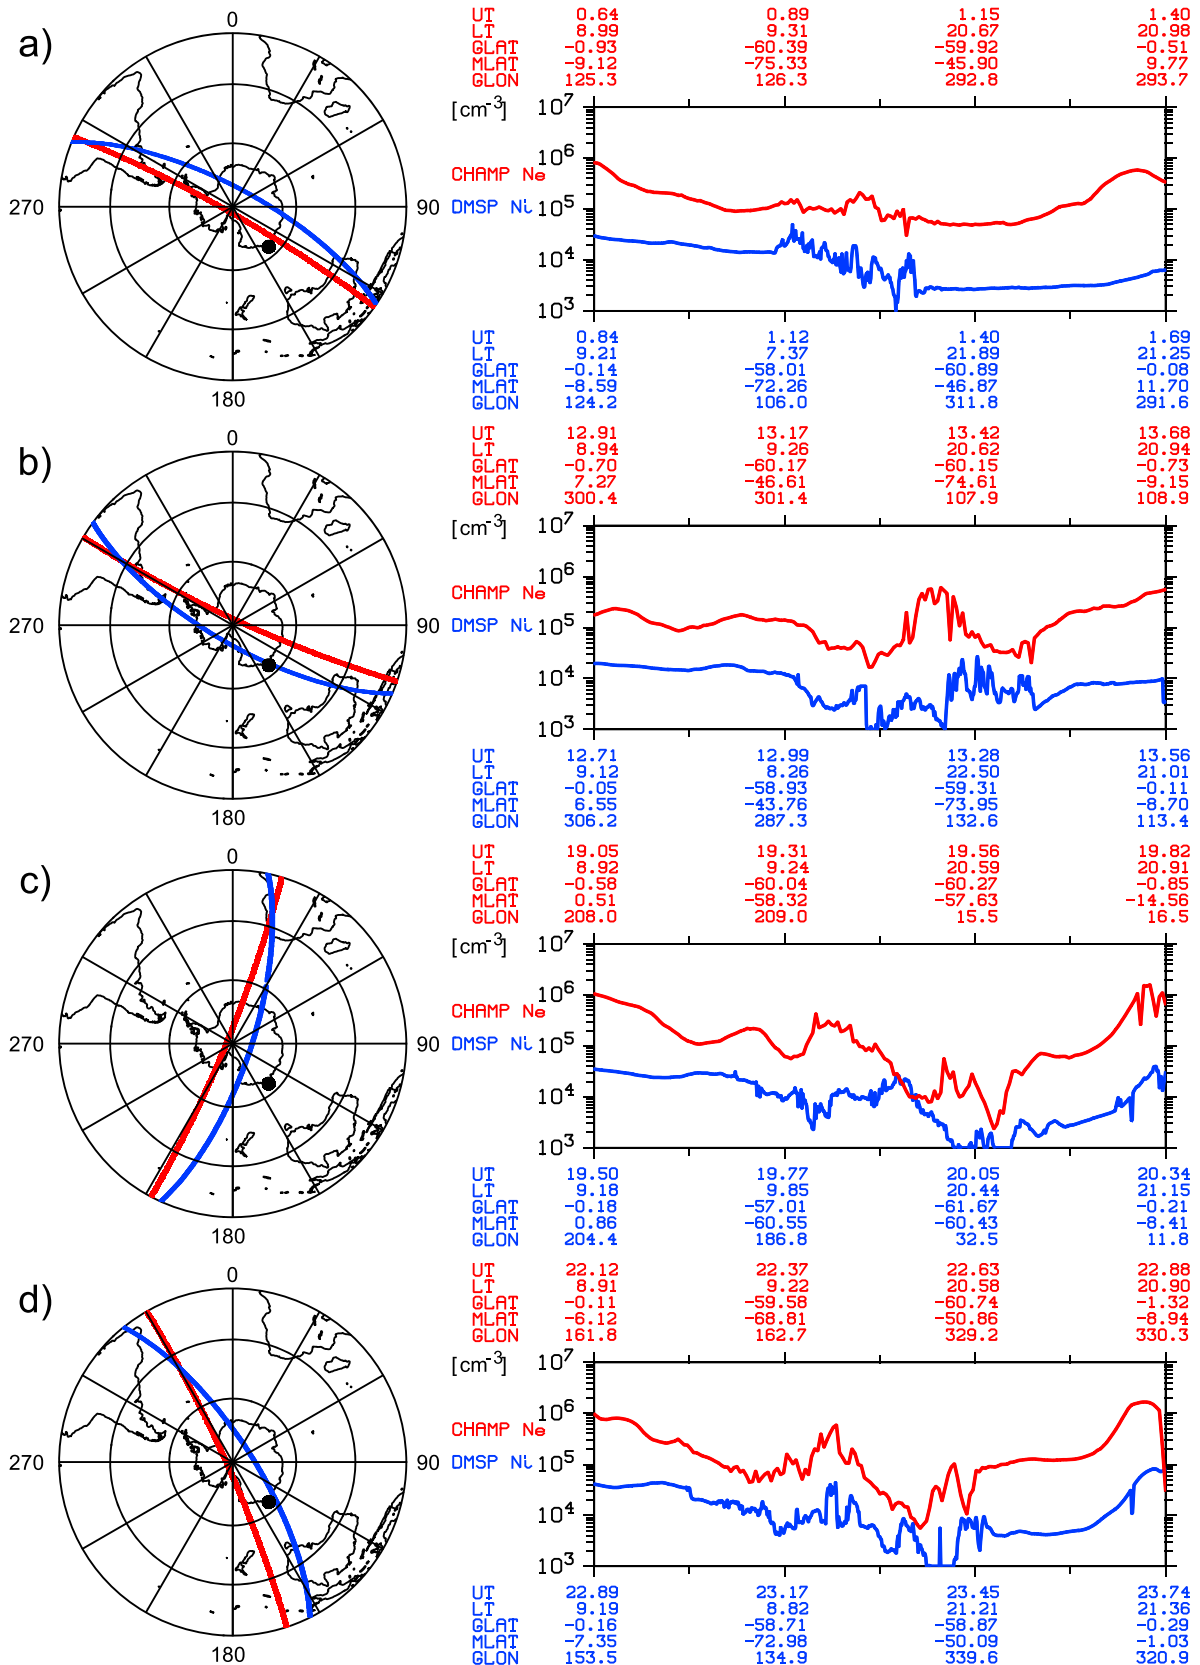 a)
0
270
90
180
UT 0.64 0.89 1.15 1.40
LT 8.99 9.31 20.67 20.98
GLAT -0.93 -60.39 -59.92 -0.51
MLAT -9.12 -75.33 -45.90 9.77
GLON 125.3 126.3 292.8 293.7
[cm-3]
10^7
10^6
CHAMP Ne
10^5
DMSP Ni
10^4
10^3
UT 0.84 1.12 1.40 1.69
LT 9.21 7.37 21.89 21.25
GLAT -0.14 -58.01 -60.89 -0.08
MLAT -8.59 -72.26 -46.87 11.70
GLON 124.2 106.0 311.8 291.6
b)
0
270
90
180
UT 12.91 13.17 13.42 13.68
LT 8.94 9.26 20.62 20.94
GLAT -0.70 -60.17 -60.15 -0.73
MLAT 7.27 -46.61 -74.61 -9.15
GLON 300.4 301.4 107.9 108.9
[cm-3]
10^7
10^6
CHAMP Ne
10^5
DMSP Ni
10^4
10^3
UT 12.71 12.99 13.28 13.56
LT 9.12 8.26 22.50 21.01
GLAT -0.05 -58.93 -59.31 -0.11
MLAT 6.55 -43.76 -73.95 -8.70
GLON 306.2 287.3 132.6 113.4
c)
0
270
90
180
UT 19.05 19.31 19.56 19.82
LT 8.92 9.24 20.59 20.91
GLAT -0.58 -60.04 -60.27 -0.85
MLAT 0.51 -58.32 -57.63 -14.56
GLON 208.0 209.0 15.5 16.5
[cm-3]
10^7
10^6
CHAMP Ne
10^5
DMSP Ni
10^4
10^3
UT 19.50 19.77 20.05 20.34
LT 9.18 9.85 20.44 21.15
GLAT -0.18 -57.01 -61.67 -0.21
MLAT 0.86 -60.55 -60.43 -8.41
GLON 204.4 186.8 32.5 11.8
d)
0
270
90
180
UT 22.12 22.37 22.63 22.88
LT 8.91 9.22 20.58 20.90
GLAT -0.11 -59.58 -60.74 -1.32
MLAT -6.12 -68.81 -50.86 -8.94
GLON 161.8 162.7 329.2 330.3
[cm-3]
10^7
10^6
CHAMP Ne
10^5
DMSP Ni
10^4
10^3
UT 22.89 23.17 23.45 23.74
LT 9.19 8.82 21.21 21.36
GLAT -0.16 -58.71 -58.87 -0.29
MLAT -7.35 -72.98 -50.09 -1.03
GLON 153.5 134.9 339.6 320.9